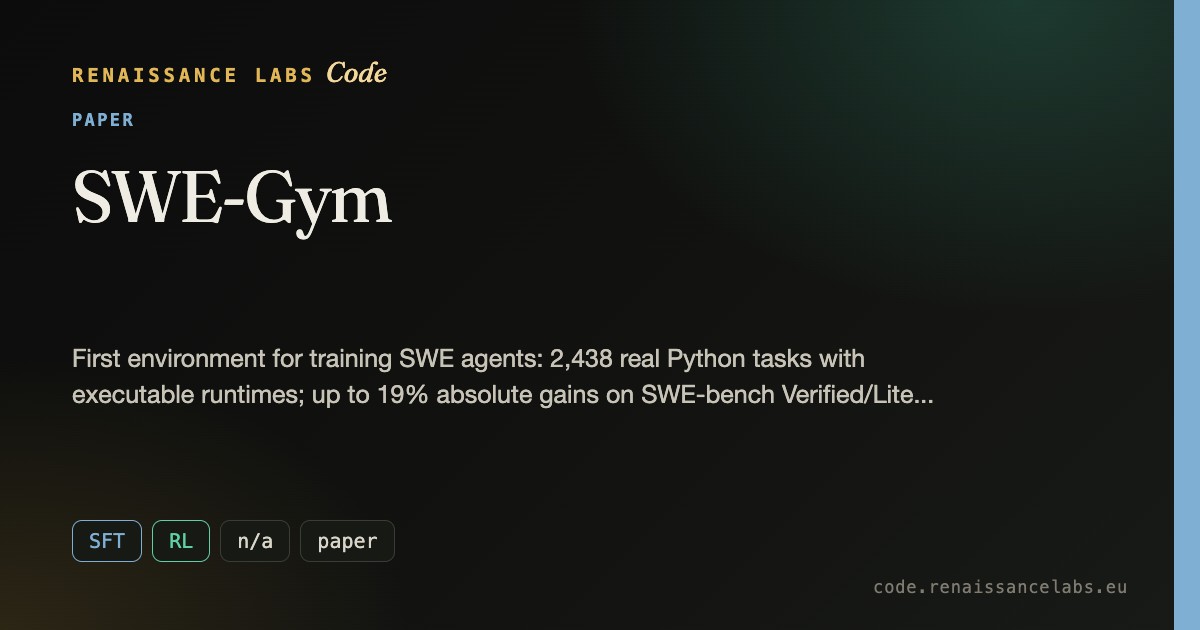 RENAISSANCE LABS Code
PAPER
SWE-Gym
First environment for training SWE agents: 2,438 real Python tasks with
executable runtimes; up to 19% absolute gains on SWE-bench Verified/Lite...
SFT RL n/a paper
code.renaissancelabs.eu